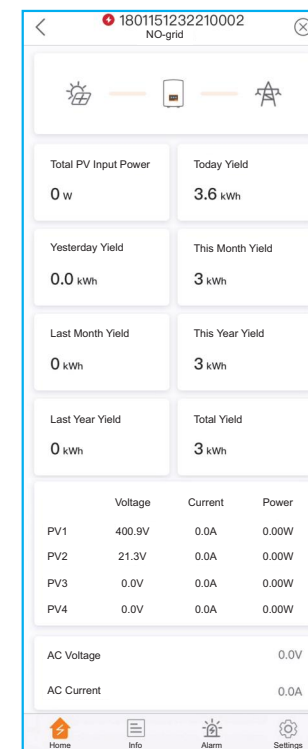 1801151232210002
NO-grid
Total PV Input Power
0 W
Today Yield
3.6 kWh
Yesterday Yield
0.0 kWh
This Month Yield
3 kWh
Last Month Yield
0 kWh
This Year Yield
3 kWh
Last Year Yield
0 kWh
Total Yield
3 kWh
Voltage Current Power
PV1 400.9V 0.0A 0.00W
PV2 21.3V 0.0A 0.00W
PV3 0.0V 0.0A 0.00W
PV4 0.0V 0.0A 0.00W
AC Voltage 0.0V
AC Current 0.0A
Home Info Alarm Settings